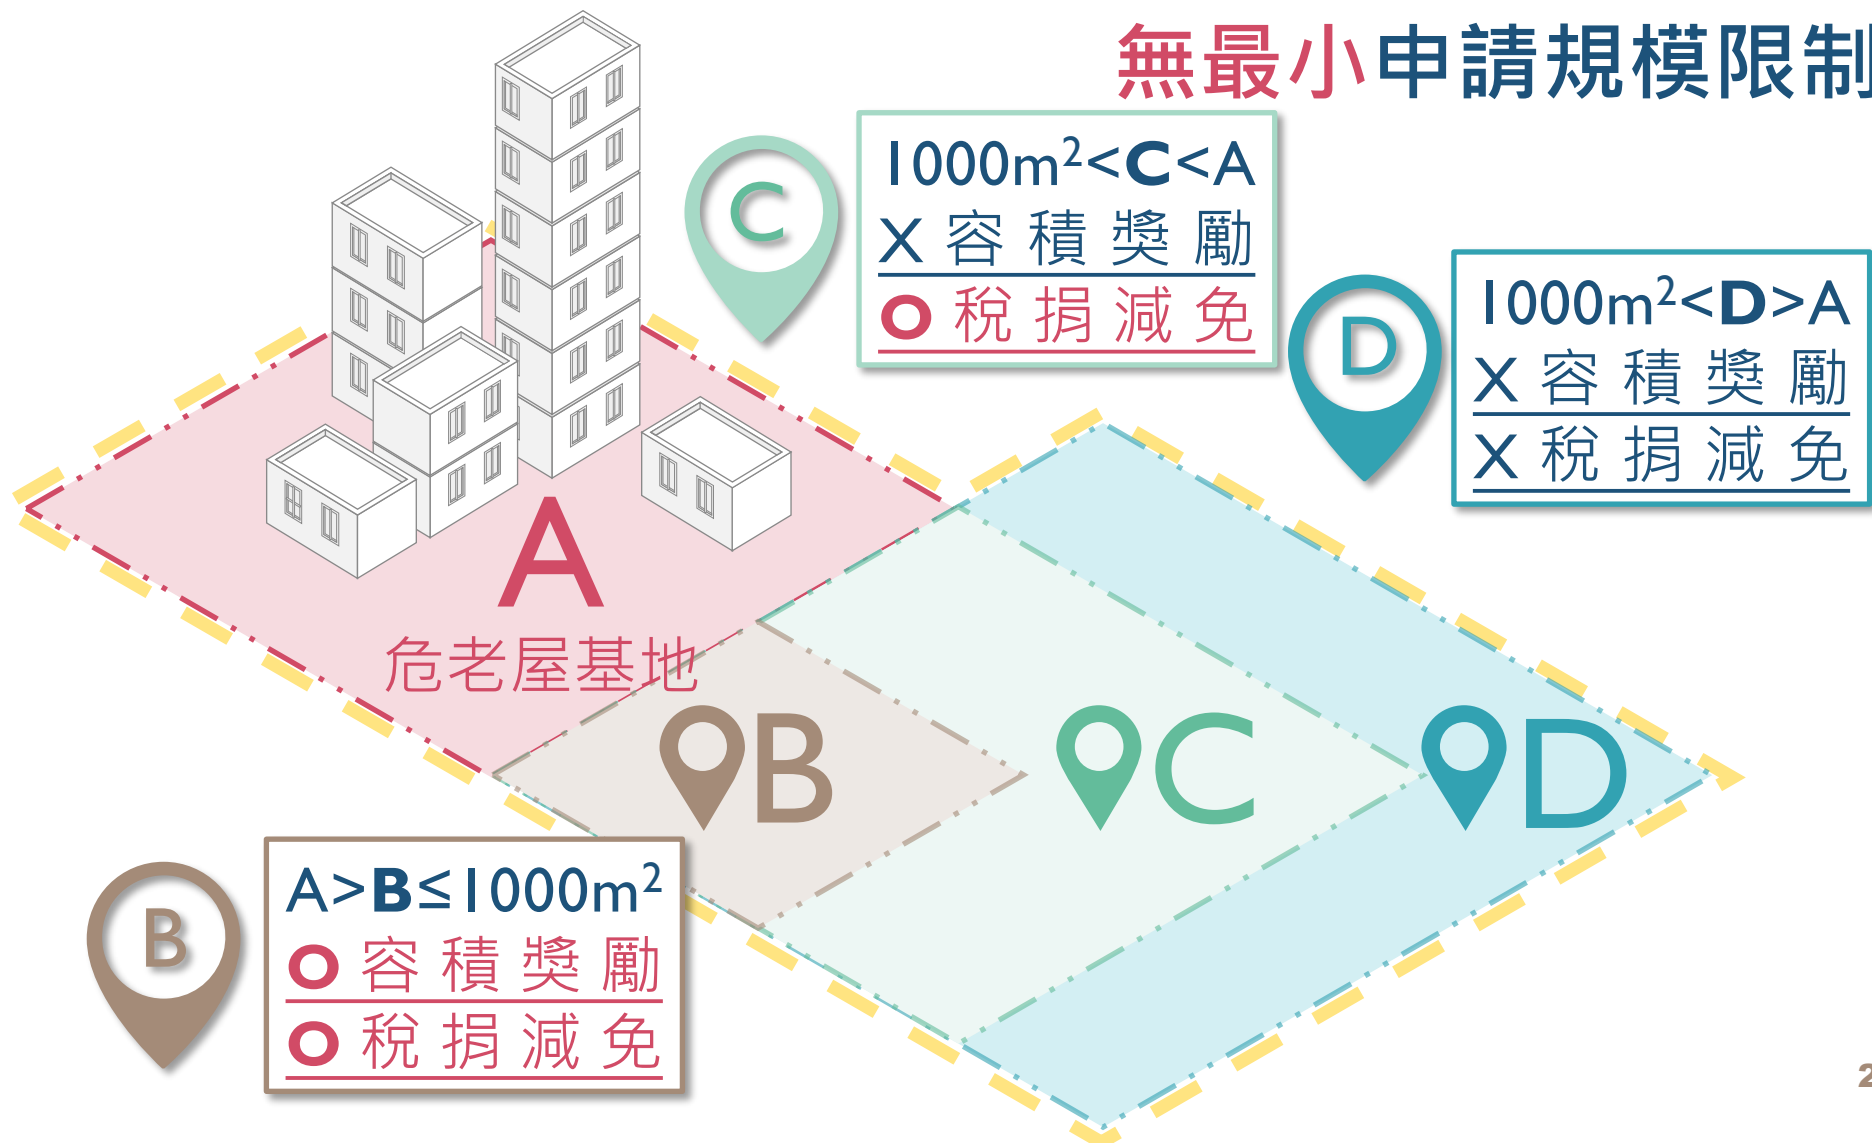 無最小申請規模限制
C
1000m²<C<A
X 容積獎勵
O 稅捐減免
D
1000m²<D>A
X 容積獎勵
X 稅捐減免
A
危老屋基地
B
C
D
B
A>B≤1000m²
O 容積獎勵
O 稅捐減免
2